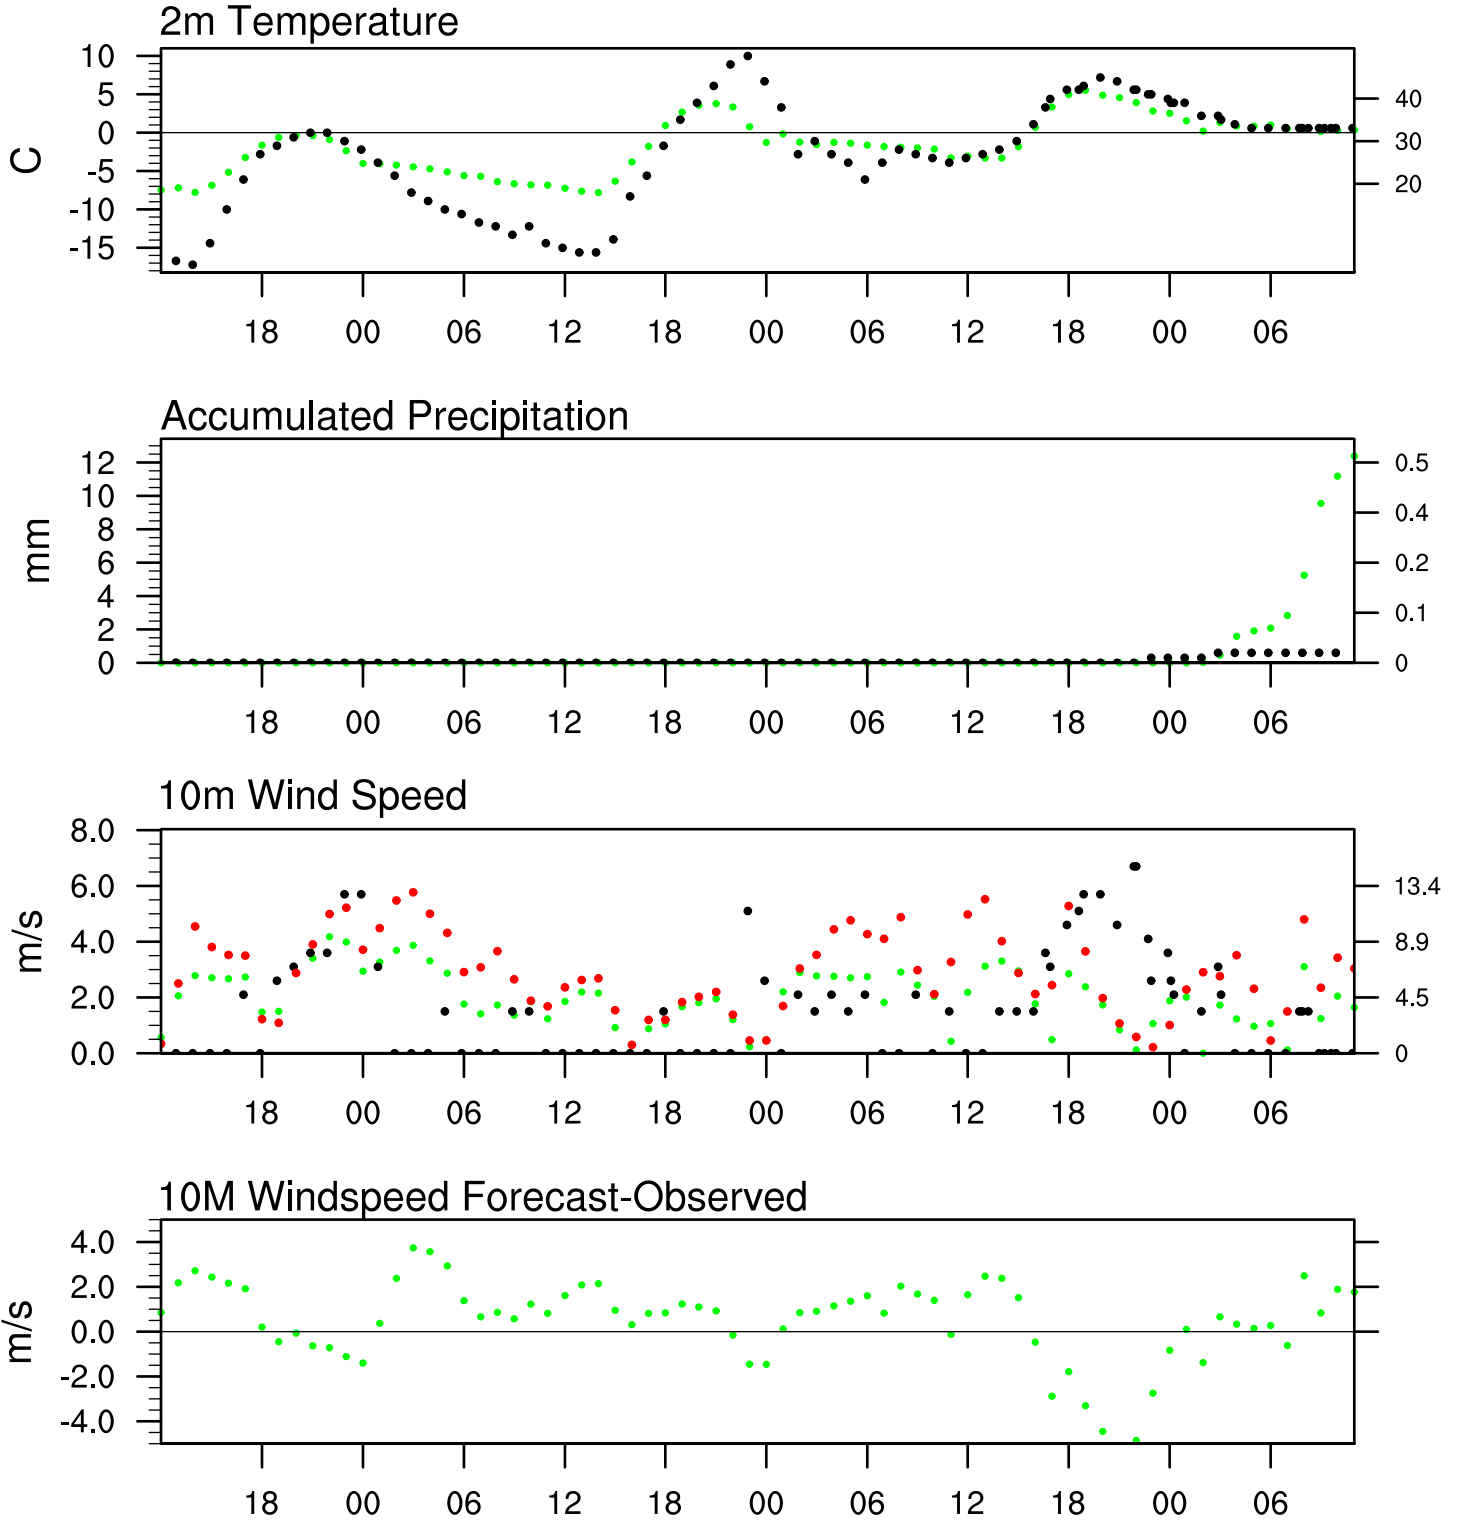 2m Temperature
10
5
0
-5
-10
-15
C
40
30
20
18 00 06 12 18 00 06 12 18 00 06
Accumulated Precipitation
12
10
8
6
4
2
0
mm
0.5
0.4
0.2
0.1
0
18 00 06 12 18 00 06 12 18 00 06
10m Wind Speed
8.0
6.0
4.0
2.0
0.0
m/s
13.4
8.9
4.5
0
18 00 06 12 18 00 06 12 18 00 06
10M Windspeed Forecast-Observed
4.0
2.0
0.0
-2.0
-4.0
m/s
18 00 06 12 18 00 06 12 18 00 06